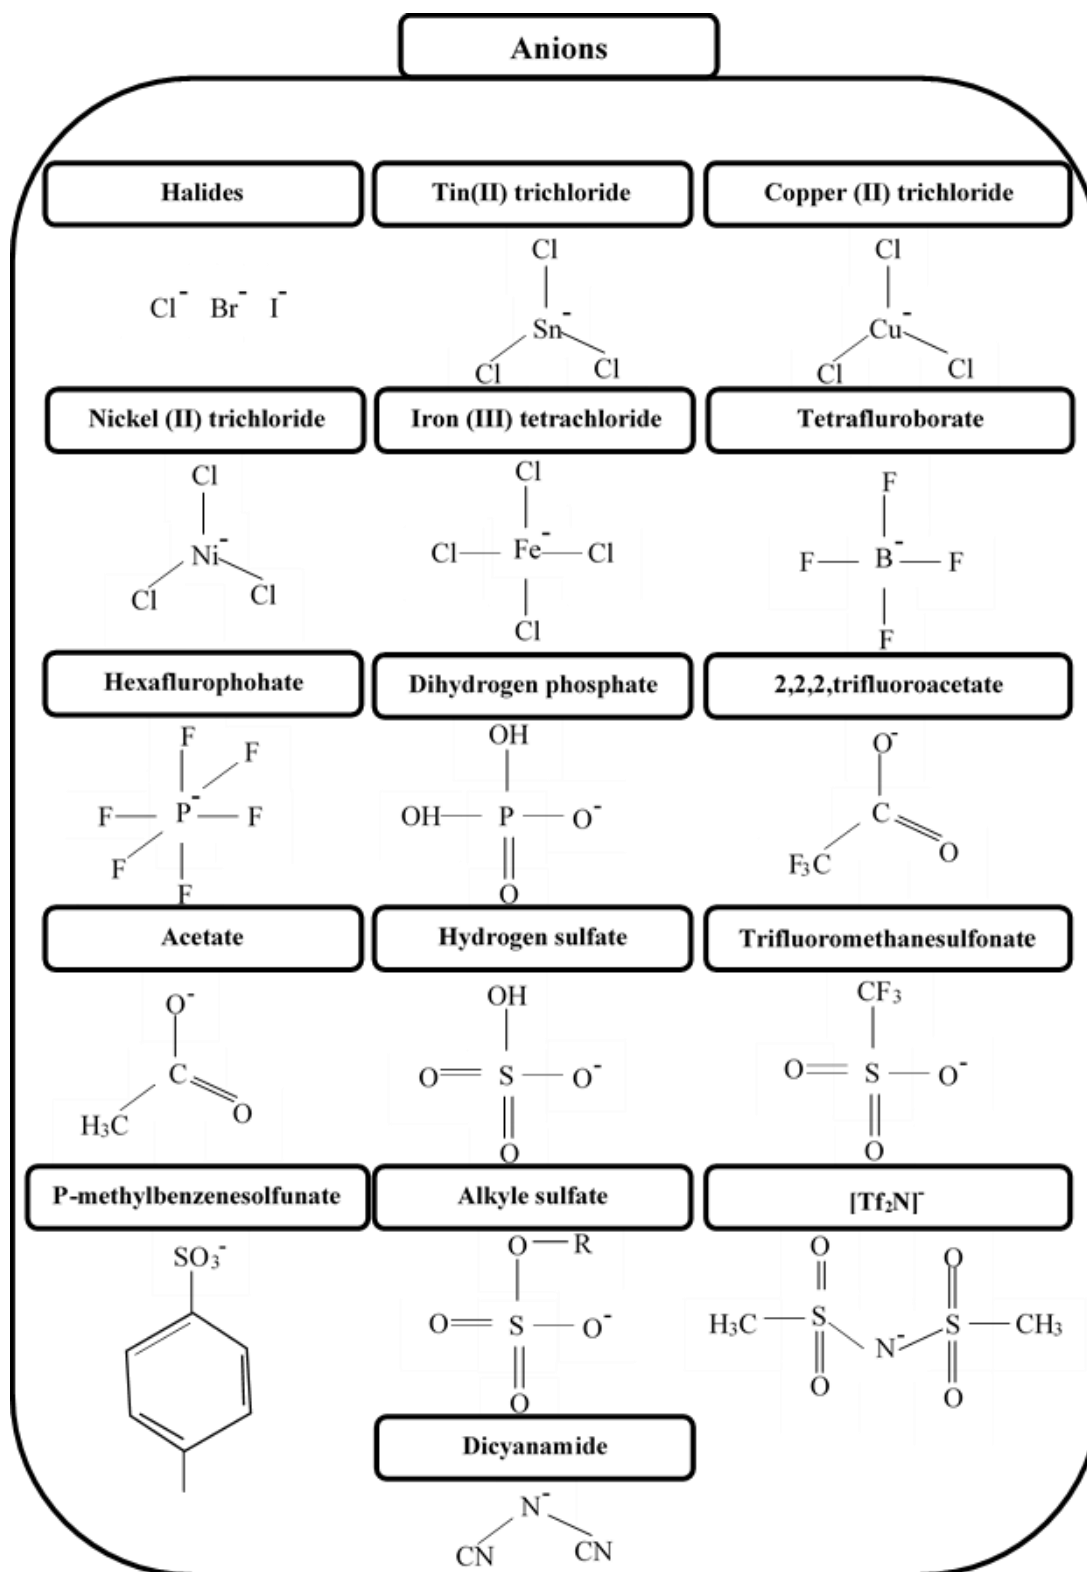 Anions
Halides
Tin(II) trichloride
Copper (II) trichloride
Cl⁻ Br⁻ I⁻
Cl
Sn⁻
Cl
Cl
Cl
Cu⁻
Cl
Cl
Nickel (II) trichloride
Iron (III) tetrachloride
Tetrafluroborate
Cl
Ni⁻
Cl
Cl
Cl
Cl
Fe⁻
Cl
Cl
F
F
B⁻
F
F
Hexaflurophohate
Dihydrogen phosphate
2,2,2,trifluoroacetate
F
F
F
P⁻
F
F
F
OH
OH
P
O⁻
O
O⁻
C
F₃C
O
Acetate
Hydrogen sulfate
Trifluoromethanesulfonate
O⁻
C
H₃C
O
OH
O
S
O⁻
O
CF₃
O
S
O⁻
O
P-methylbenzenesolfunate
Alkyle sulfate
[Tf₂N]⁻
SO₃⁻
O
R
O
S
O⁻
O
O
O
H₃C
S
N⁻
S
CH₃
O
O
Dicyanamide
N⁻
CN
CN